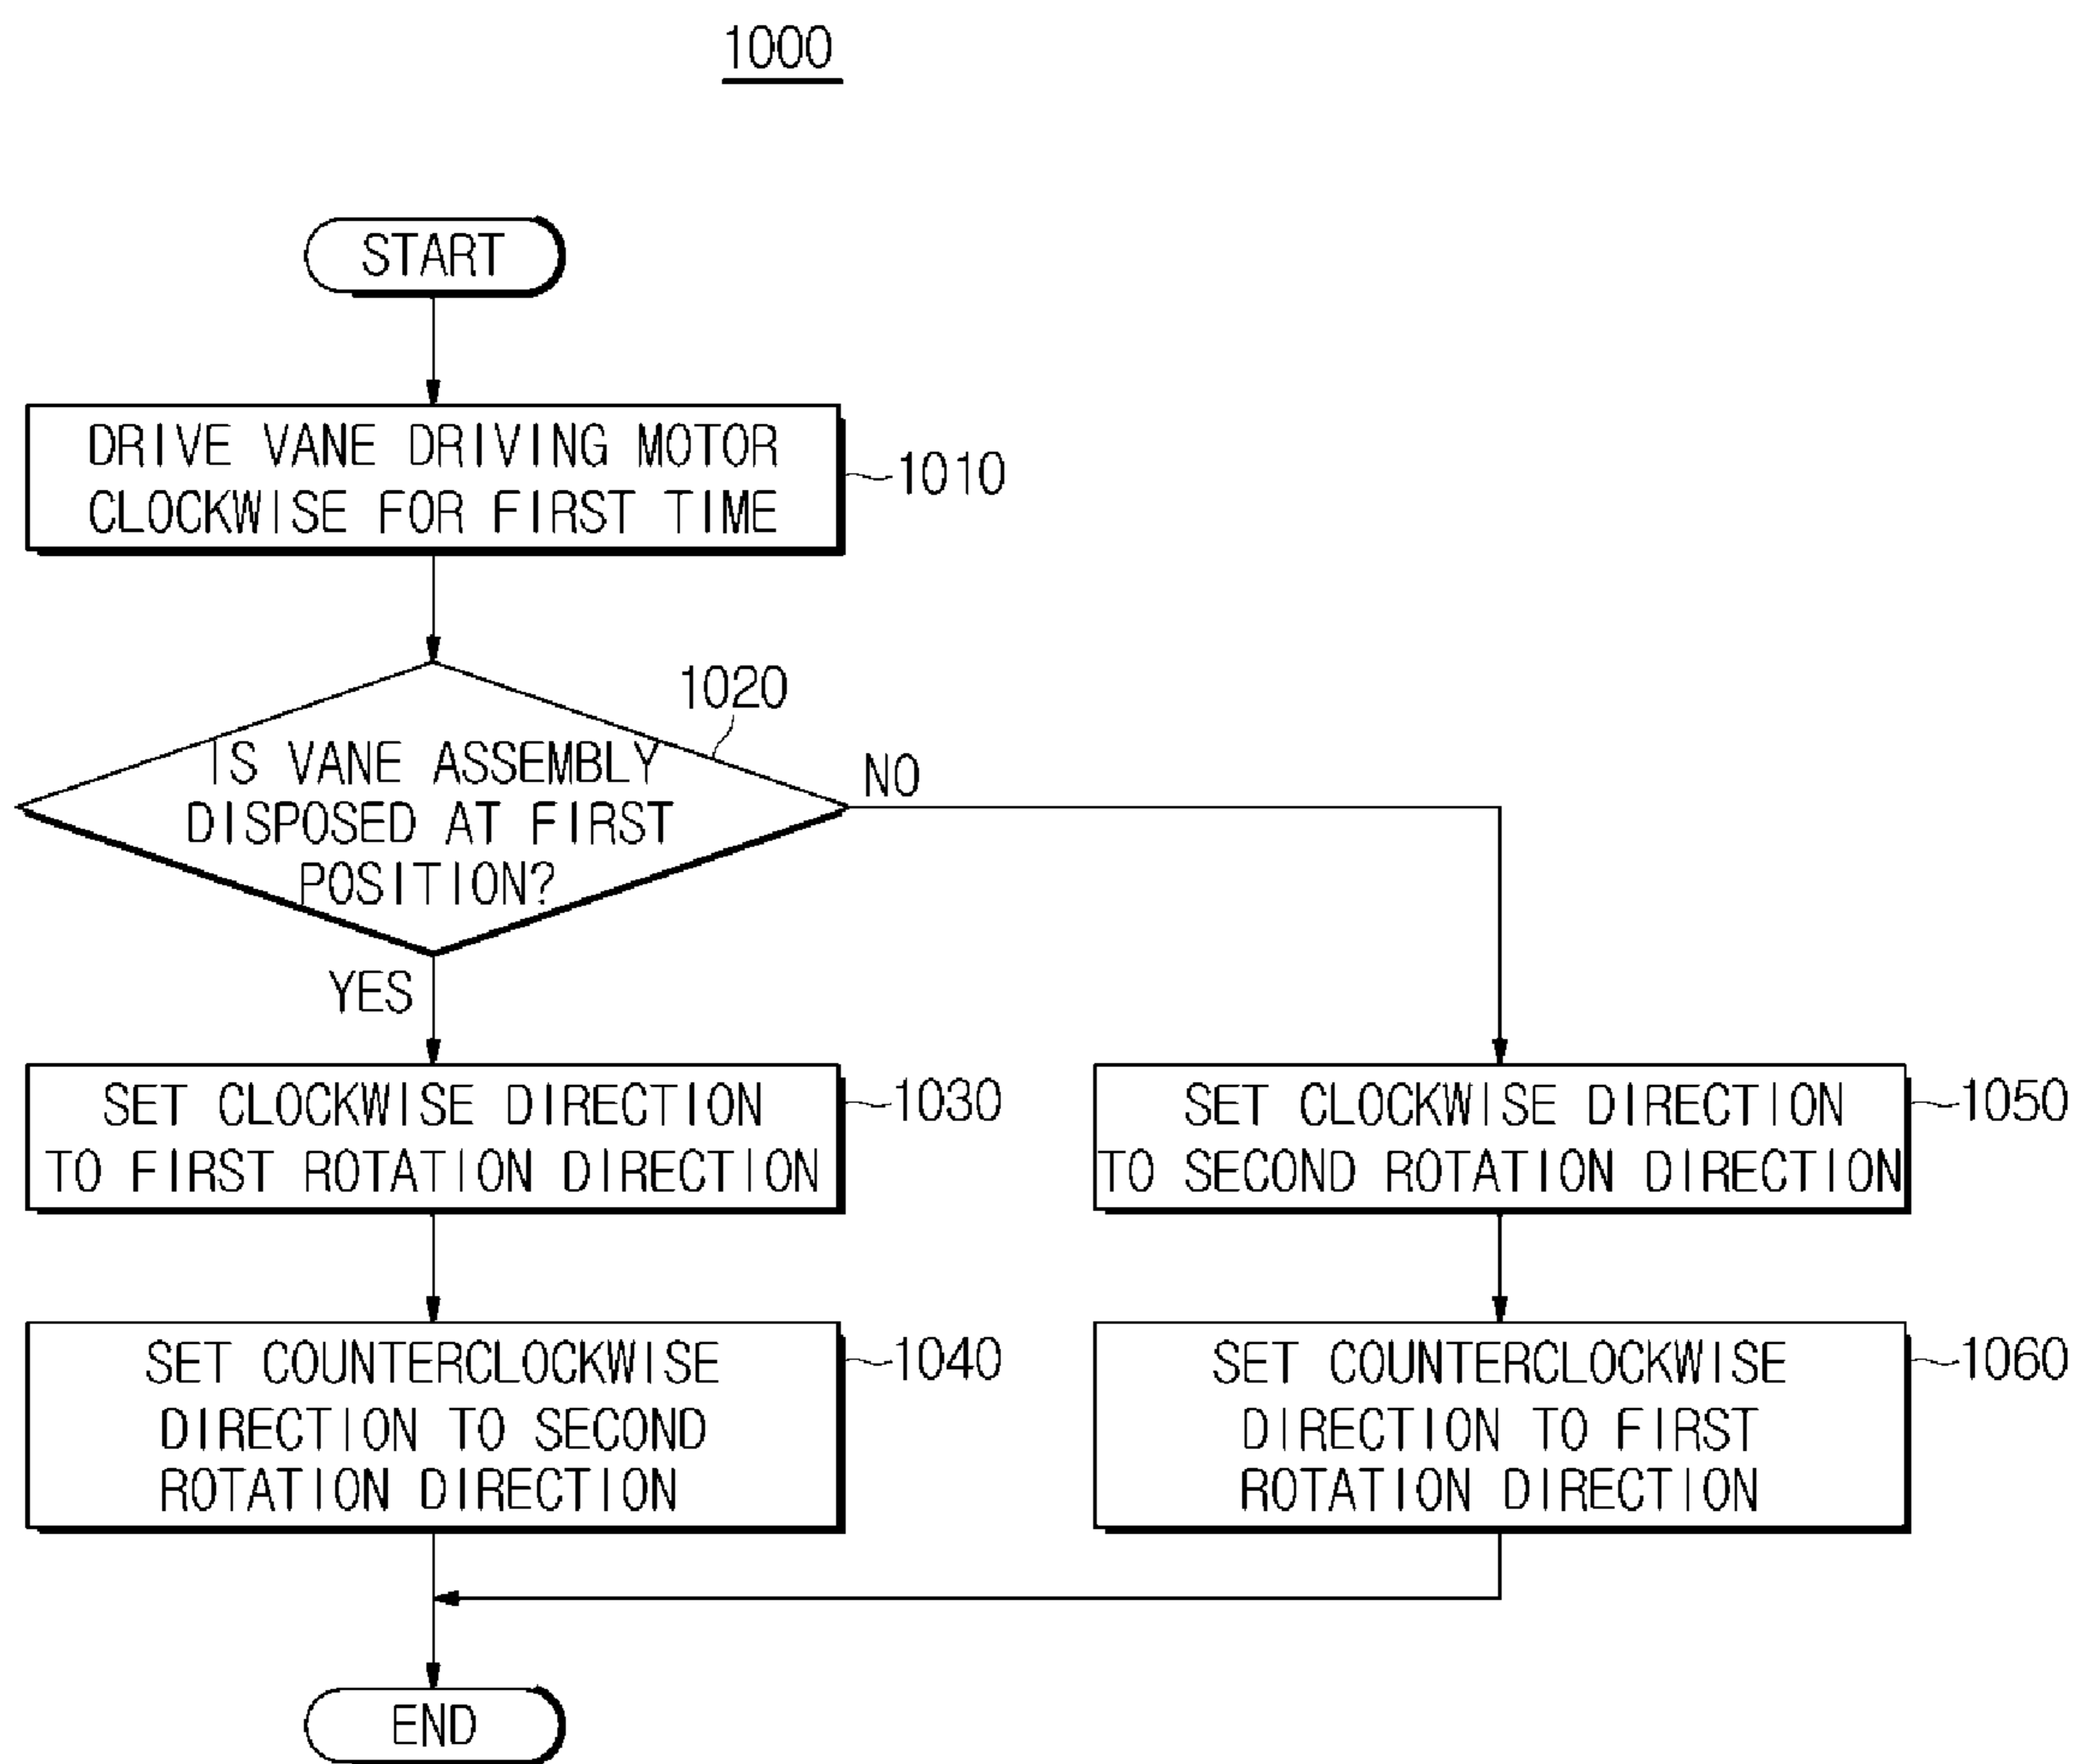 1000
START
DRIVE VANE DRIVING MOTOR
CLOCKWISE FOR FIRST TIME
1010
1020
IS VANE ASSEMBLY
DISPOSED AT FIRST
POSITION?
NO
YES
SET CLOCKWISE DIRECTION
TO FIRST ROTATION DIRECTION
1030
SET CLOCKWISE DIRECTION
TO SECOND ROTATION DIRECTION
1050
SET COUNTERCLOCKWISE
DIRECTION TO SECOND
ROTATION DIRECTION
1040
SET COUNTERCLOCKWISE
DIRECTION TO FIRST
ROTATION DIRECTION
1060
END